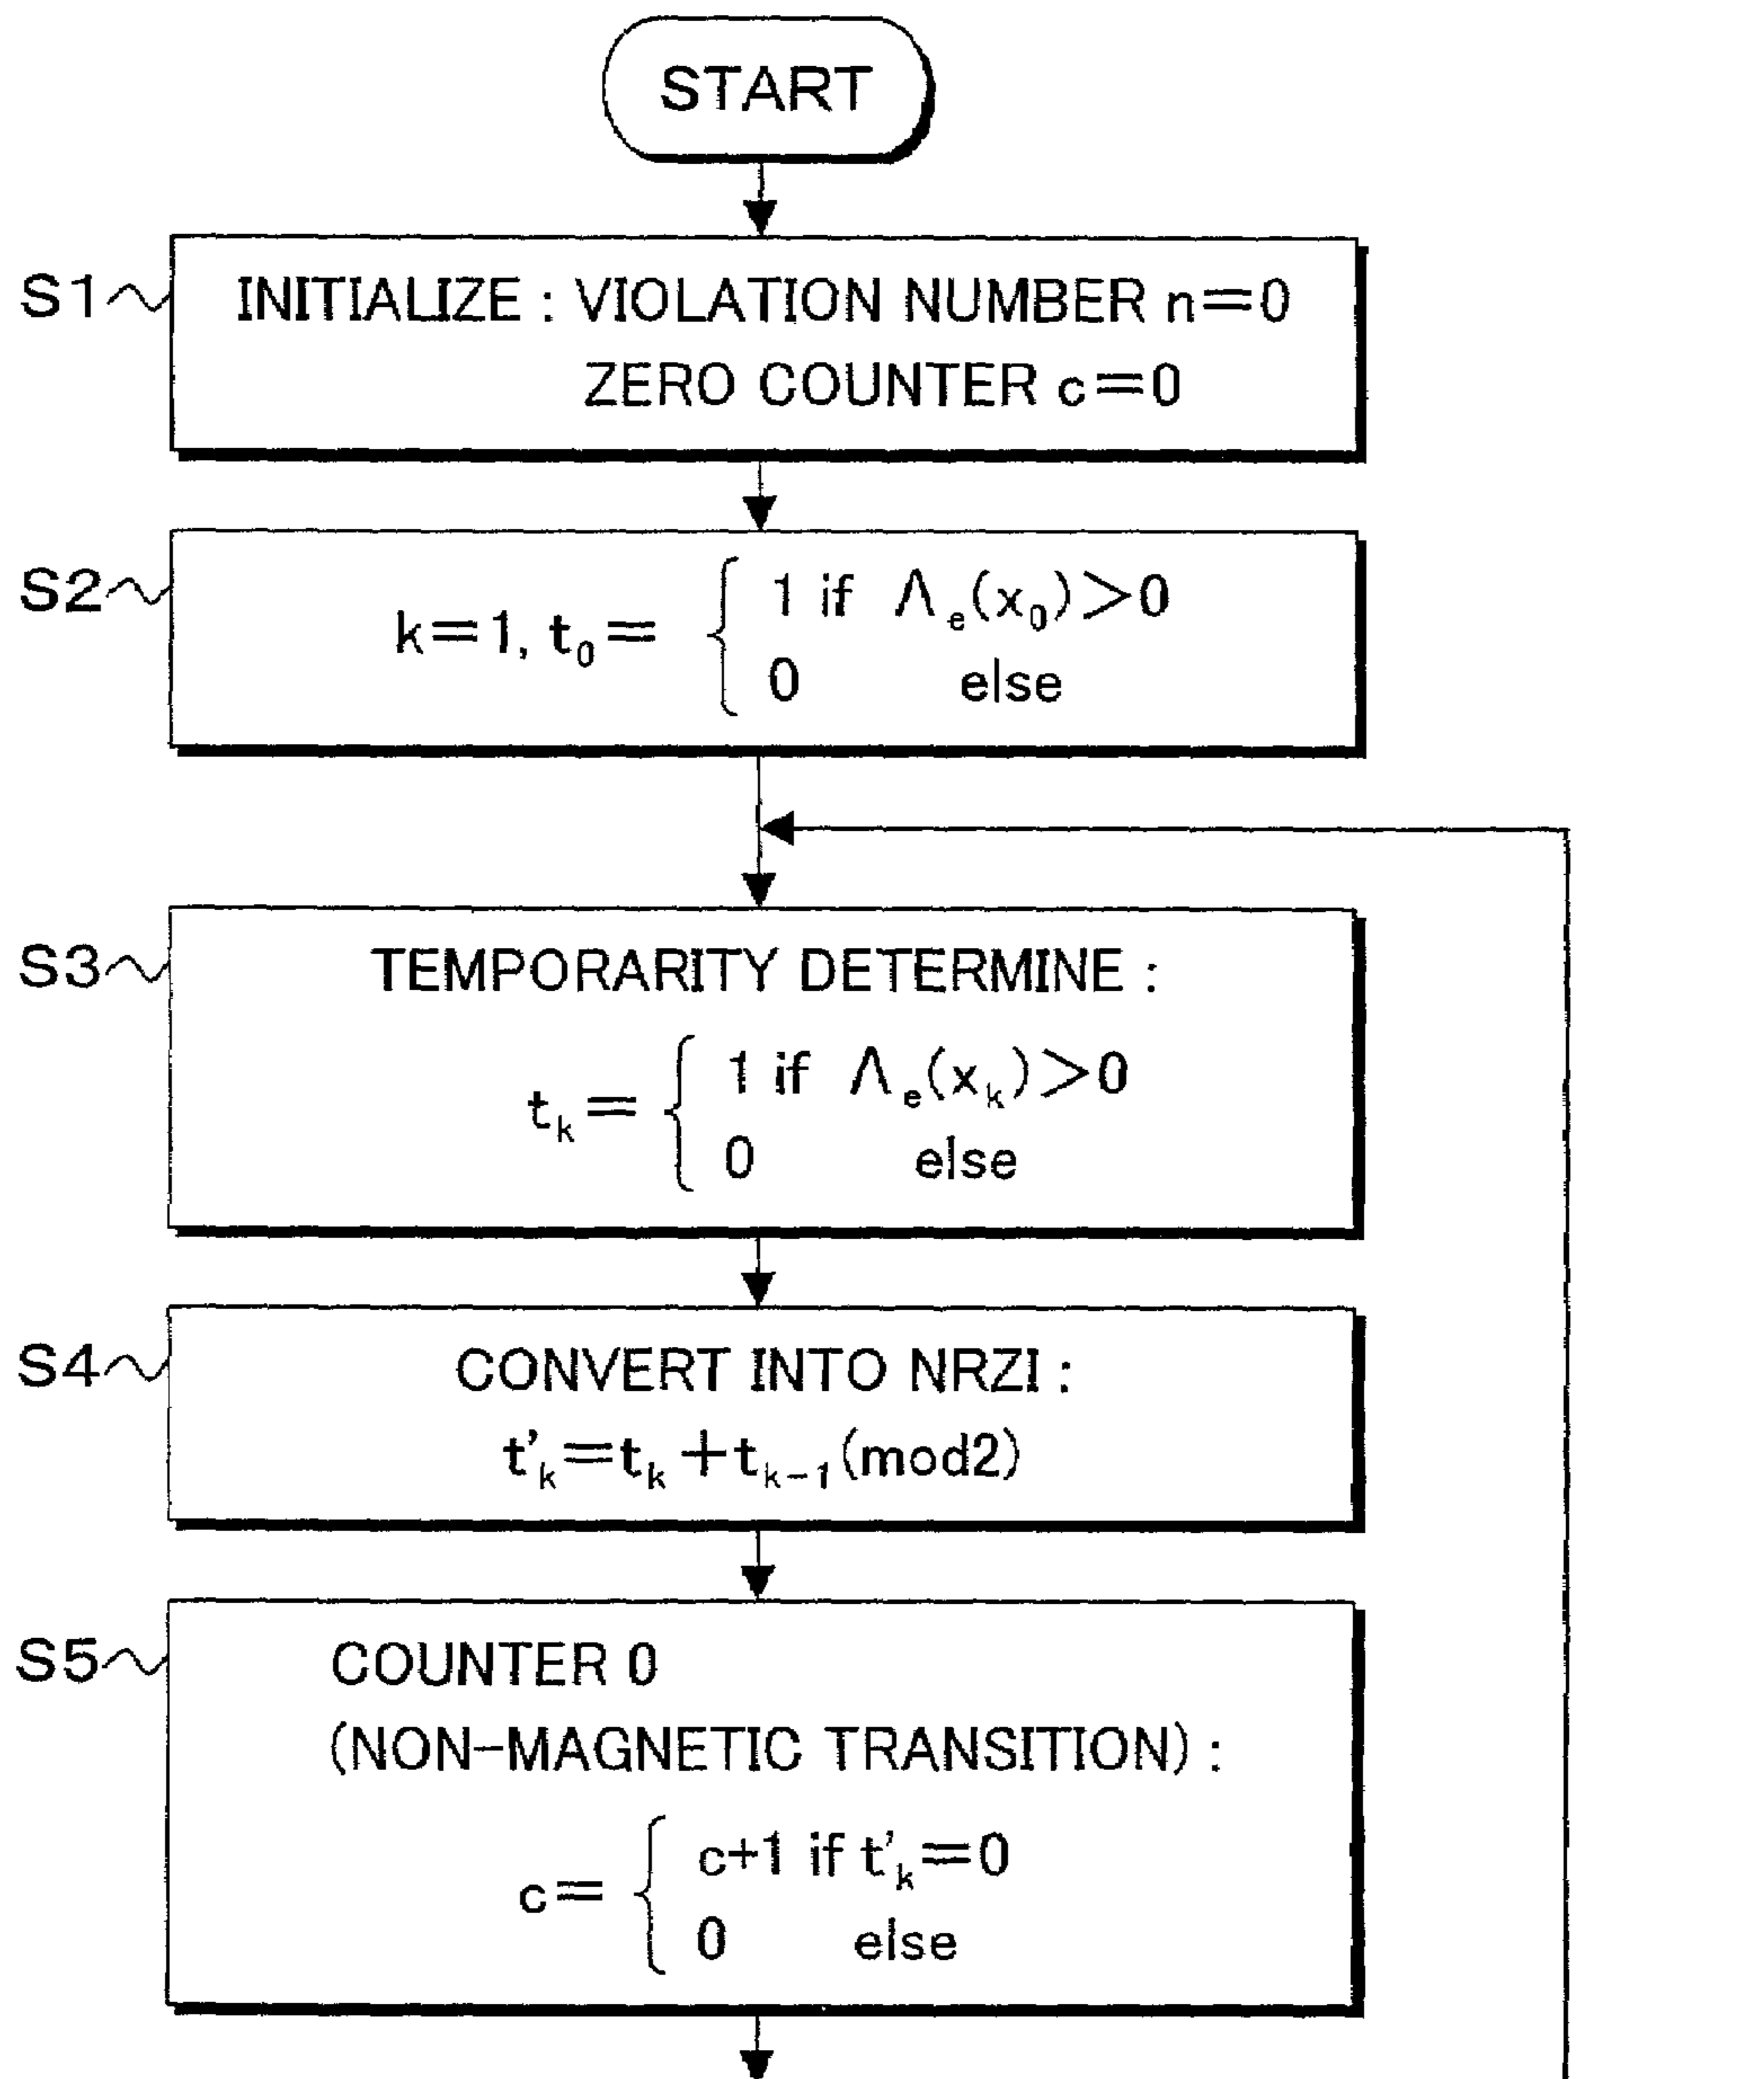 START
S1
INITIALIZE : VIOLATION NUMBER n=0
ZERO COUNTER c=0
S2
k=1, t₀= { 1 if Λₑ(x₀)>0
0 else
S3
TEMPORARITY DETERMINE :
tₖ= { 1 if Λₑ(xₖ)>0
0 else
S4
CONVERT INTO NRZI :
t'ₖ=tₖ+tₖ₋₁(mod2)
S5
COUNTER 0
(NON-MAGNETIC TRANSITION) :
c= { c+1 if t'ₖ=0
0 else